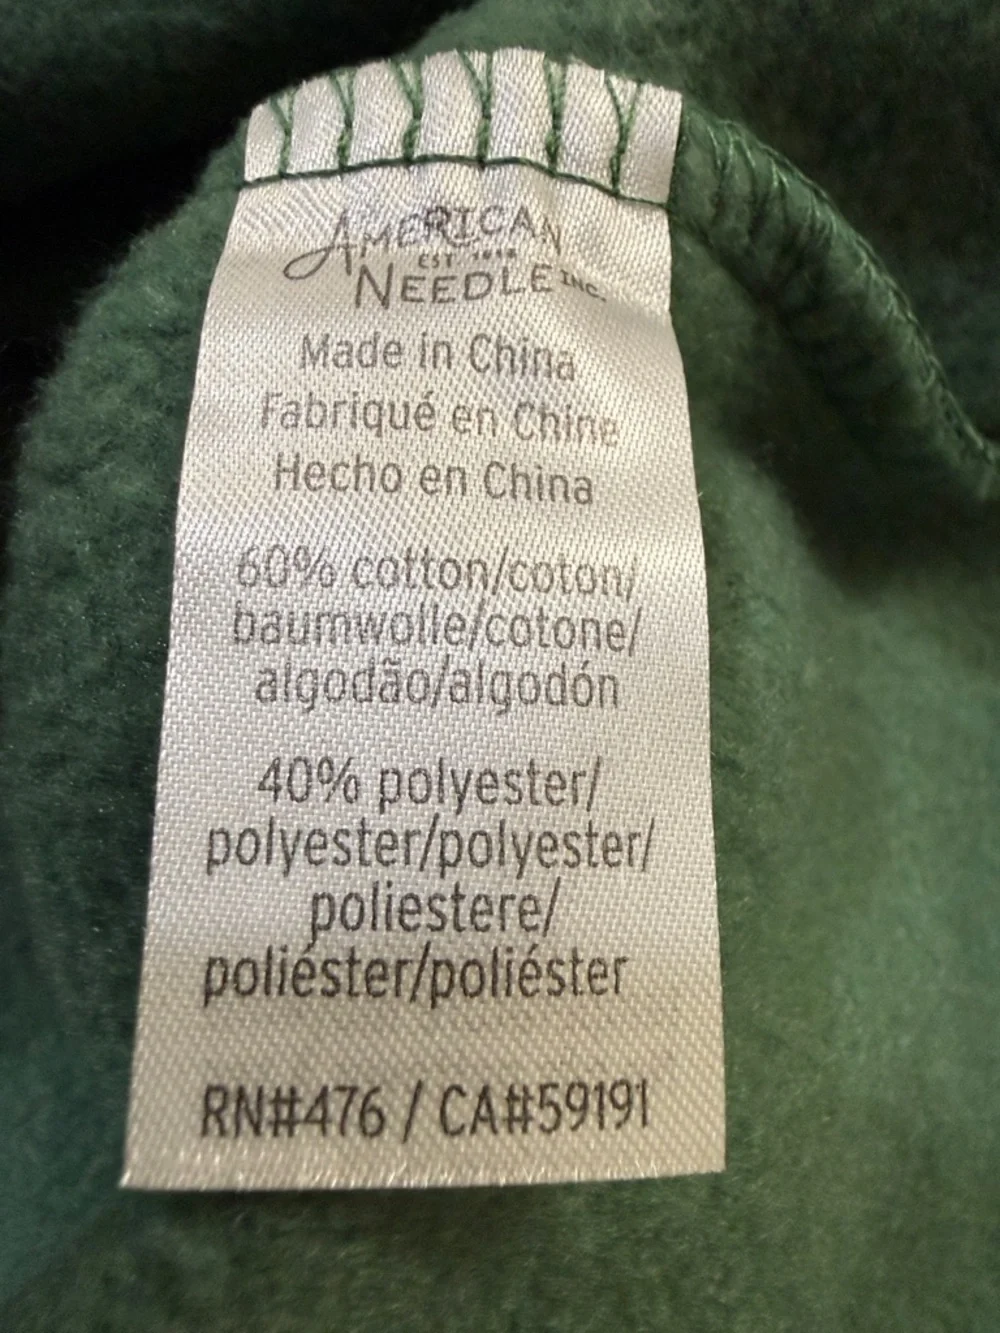 AMERICAN
EST 1918
NEEDLE INC.
Made in China
Fabriqué en Chine
Hecho en China
60% cotton/coton/
baumwolle/cotone/
algodão/algodón
40% polyester/
polyester/polyester/
poliestere/
poliéster/poliéster
RN#476 / CA#59191